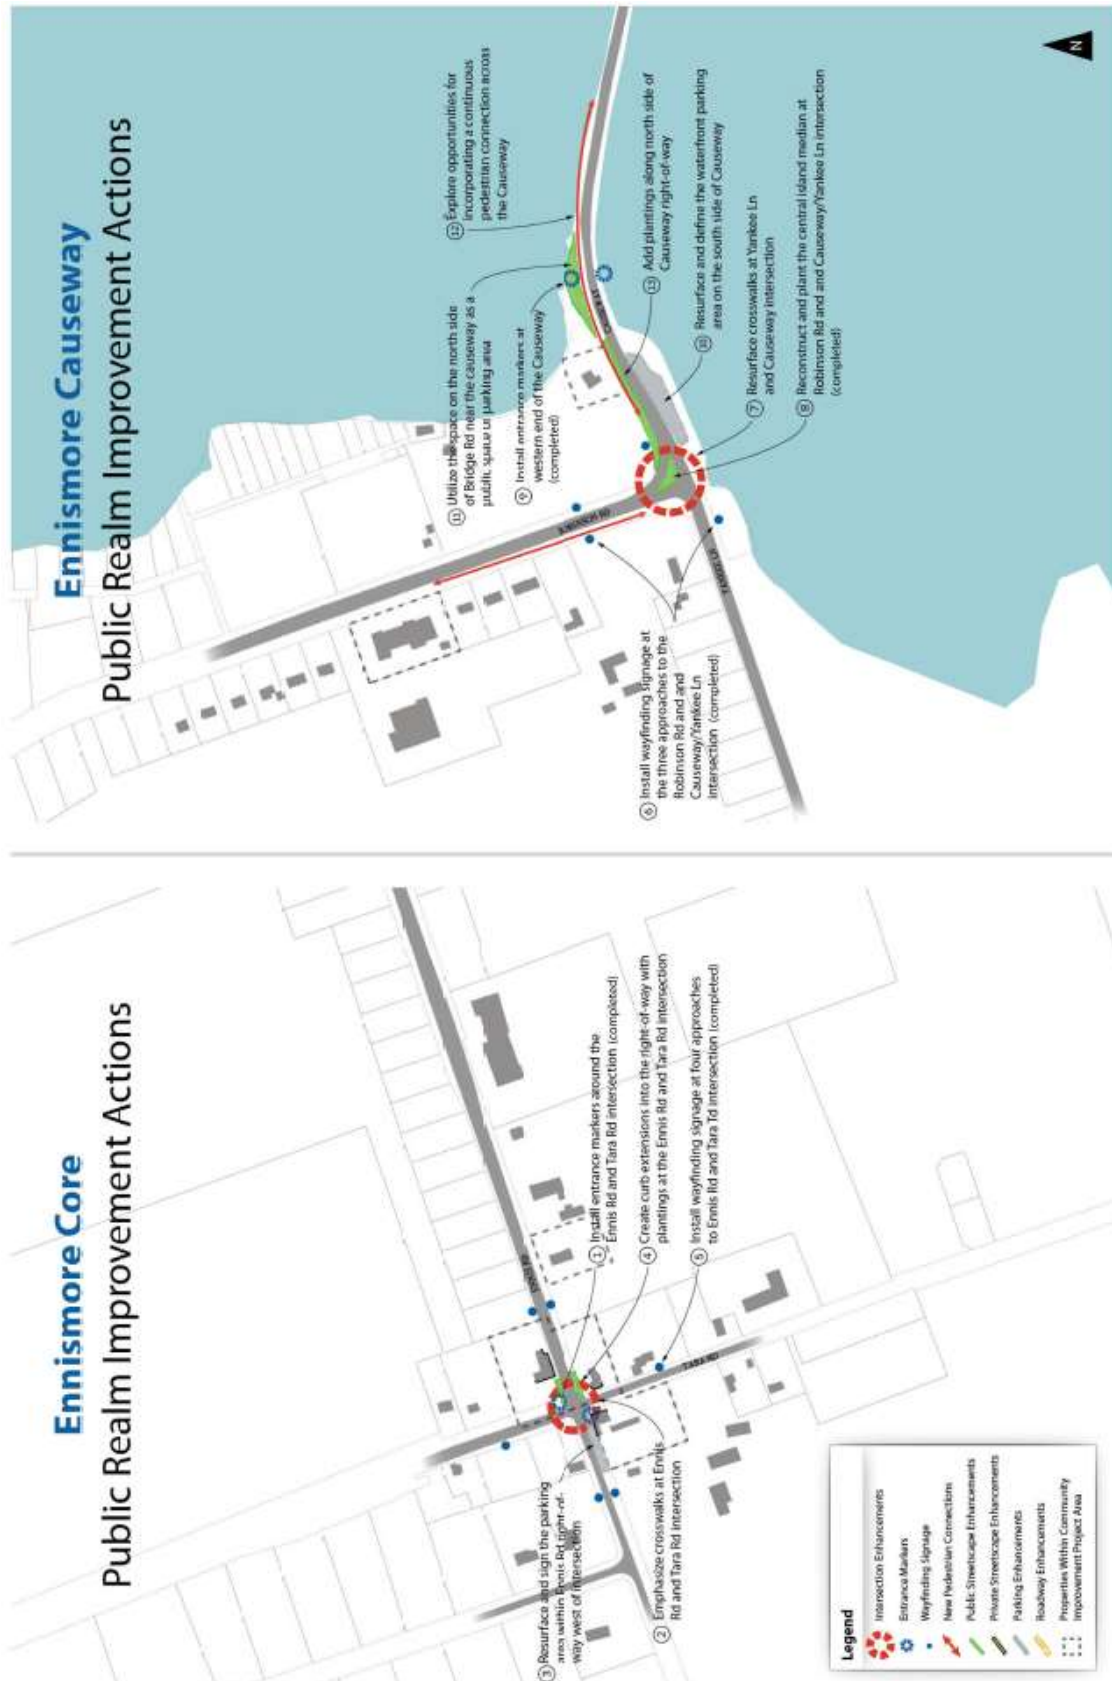 Ennismore Core
Public Realm Improvement Actions
③ Resurface and sign the parking
area within Ennis Rd right-of-
way west of intersection
② Emphasize crosswalks at Ennis
Rd and Tara Rd intersection
① Install entrance markers around the
Ennis Rd and Tara Rd intersection (completed)
④ Create curb extensions into the right-of-way with
plantings at the Ennis Rd and Tara Rd intersection
⑤ Install wayfinding signage at four approaches
to Ennis Rd and Tara Td intersection (completed)
ENNIS RD
TARA RD
Legend
Intersection Enhancements
Entrance Markers
Wayfinding Signage
New Pedestrian Connections
Public Streetscape Enhancements
Private Streetscape Enhancements
Parking Enhancements
Roadway Enhancements
Properties Within Community
Improvement Project Area
Ennismore Causeway
Public Realm Improvement Actions
⑪ Utilize the space on the north side
of Bridge Rd near the causeway as a
public space or parking area
⑨ Install entrance markers at
western end of the Causeway
(completed)
⑫ Explore opportunities for
incorporating a continuous
pedestrian connection across
the Causeway
⑥ Install wayfinding signage at
the three approaches to the
Robinson Rd and and
Causeway/Yankee Ln
intersection (completed)
⑬ Add plantings along north side of
Causeway right-of-way
⑩ Resurface and define the waterfront parking
area on the south side of Causeway
⑦ Resurface crosswalks at Yankee Ln
and Causeway intersection
⑧ Reconstruct and plant the central island median at
Robinson Rd and and Causeway/Yankee Ln intersection
(completed)
ROBINSON RD
YANKEE LN
N